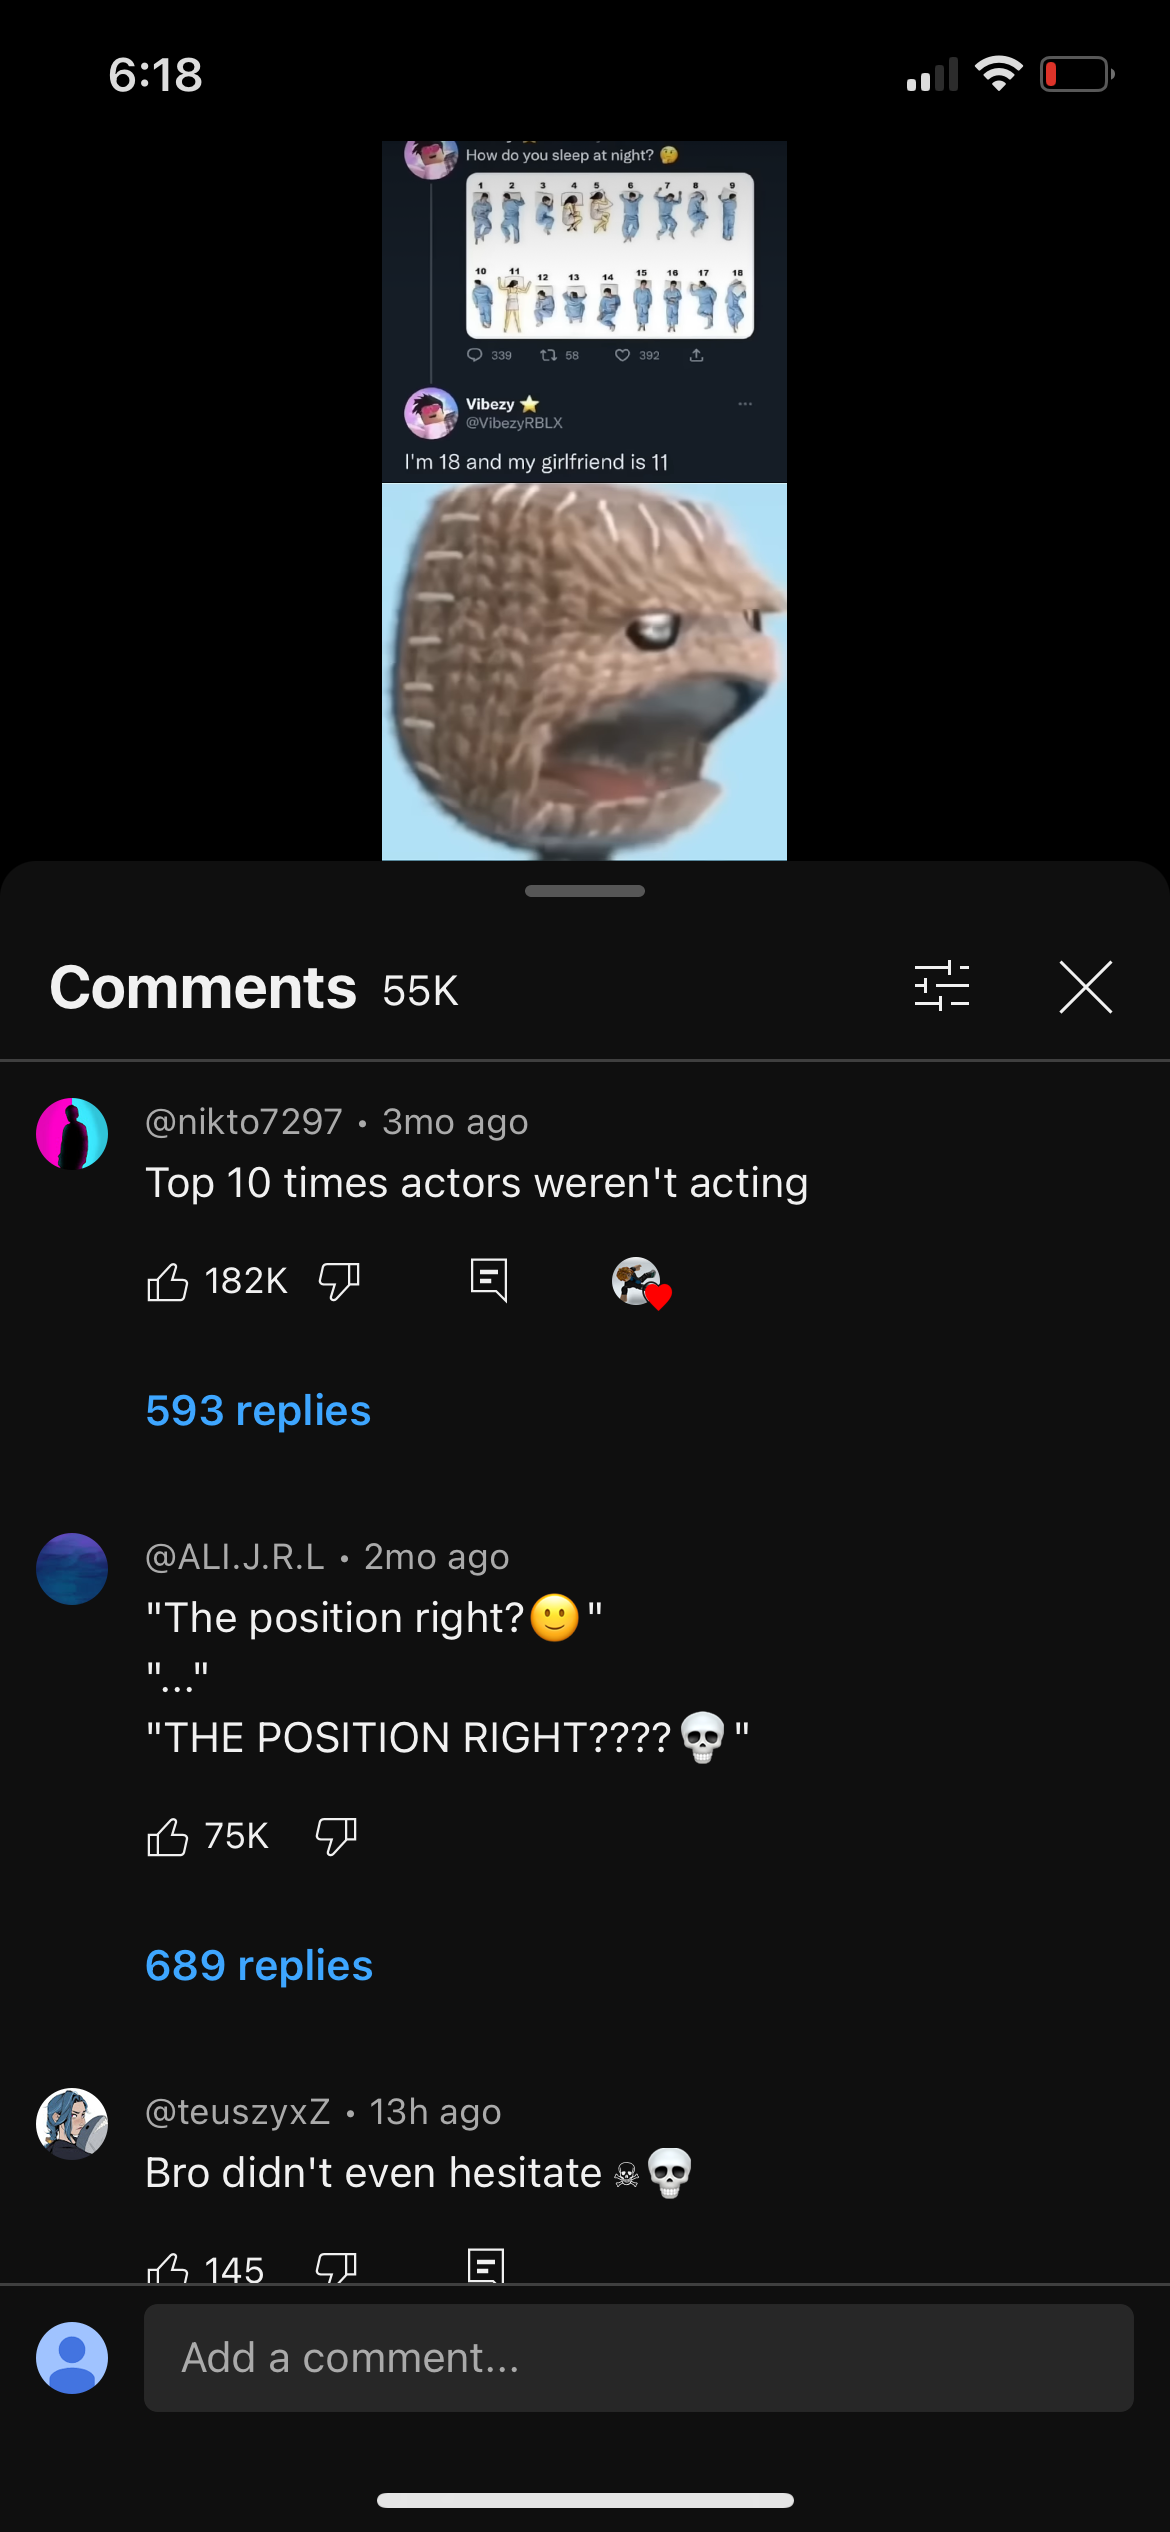 6:18
How do you sleep at night? 🤔
1 2 3 4 5 6 7 8 9
10 11 12 13 14 15 16 17 18
339 58 392
Vibezy ⭐
@VibezyRBLX
I'm 18 and my girlfriend is 11
Comments 55K
@nikto7297 • 3mo ago
Top 10 times actors weren't acting
182K
593 replies
@ALI.J.R.L • 2mo ago
"The position right?🙂"
"..."
"THE POSITION RIGHT????💀"
75K
689 replies
@teuszyxZ • 13h ago
Bro didn't even hesitate ☠💀
145
Add a comment...